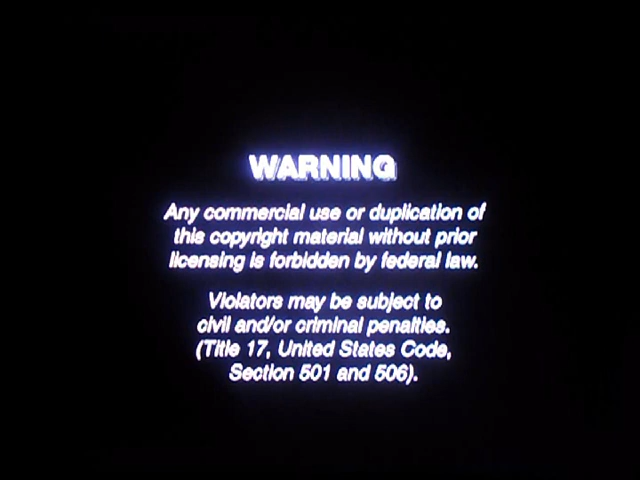 WARNING
Any commercial use or duplication of
this copyright material without prior
licensing is forbidden by federal law.
Violators may be subject to
civil and/or criminal penalties.
(Title 17, United States Code,
Section 501 and 506).